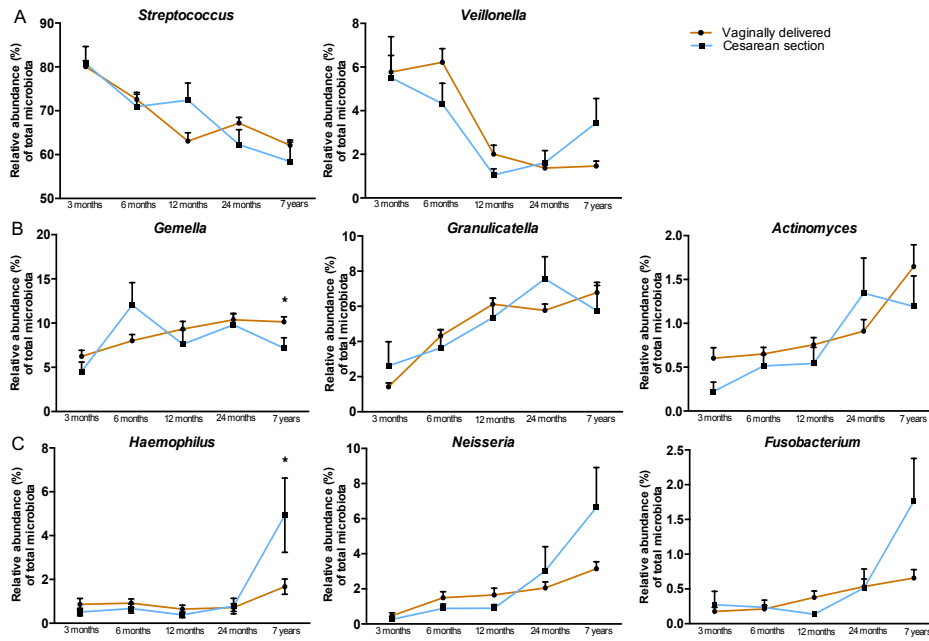 A
Streptococcus
Veillonella
Vaginally delivered
Cesarean section
Relative abundance (%)
of total microbiota
90
80
70
60
50
3 months
6 months
12 months
24 months
7 years
Relative abundance (%)
of total microbiota
8
6
4
2
0
3 months
6 months
12 months
24 months
7 years
B
Gemella
Granulicatella
Actinomyces
Relative abundance (%)
of total microbiota
20
15
10
5
0
*
3 months
6 months
12 months
24 months
7 years
Relative abundance (%)
of total microbiota
10
8
6
4
2
0
3 months
6 months
12 months
24 months
7 years
Relative abundance (%)
of total microbiota
2.0
1.5
1.0
0.5
0.0
3 months
6 months
12 months
24 months
7 years
C
Haemophilus
Neisseria
Fusobacterium
Relative abundance (%)
of total microbiota
8
6
4
2
0
*
3 months
6 months
12 months
24 months
7 years
Relative abundance (%)
of total microbiota
10
8
6
4
2
0
3 months
6 months
12 months
24 months
7 years
Relative abundance (%)
of total microbiota
2.5
2.0
1.5
1.0
0.5
0.0
3 months
6 months
12 months
24 months
7 years